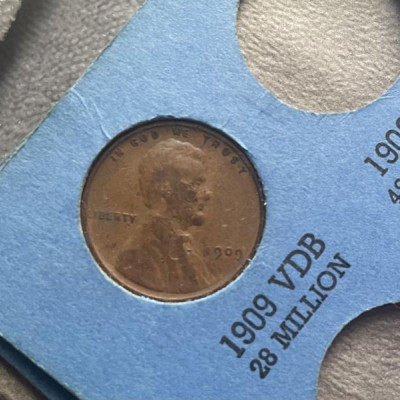 IN GOD WE TRUST
LIBERTY
1909
1909 VDB
28 MILLION